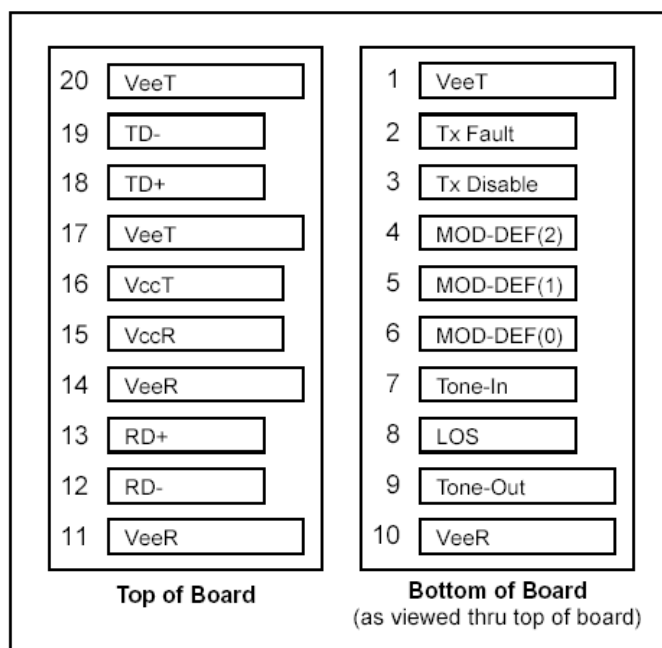 20 VeeT
19 TD-
18 TD+
17 VeeT
16 VccT
15 VccR
14 VeeR
13 RD+
12 RD-
11 VeeR
Top of Board
1 VeeT
2 Tx Fault
3 Tx Disable
4 MOD-DEF(2)
5 MOD-DEF(1)
6 MOD-DEF(0)
7 Tone-In
8 LOS
9 Tone-Out
10 VeeR
Bottom of Board
(as viewed thru top of board)